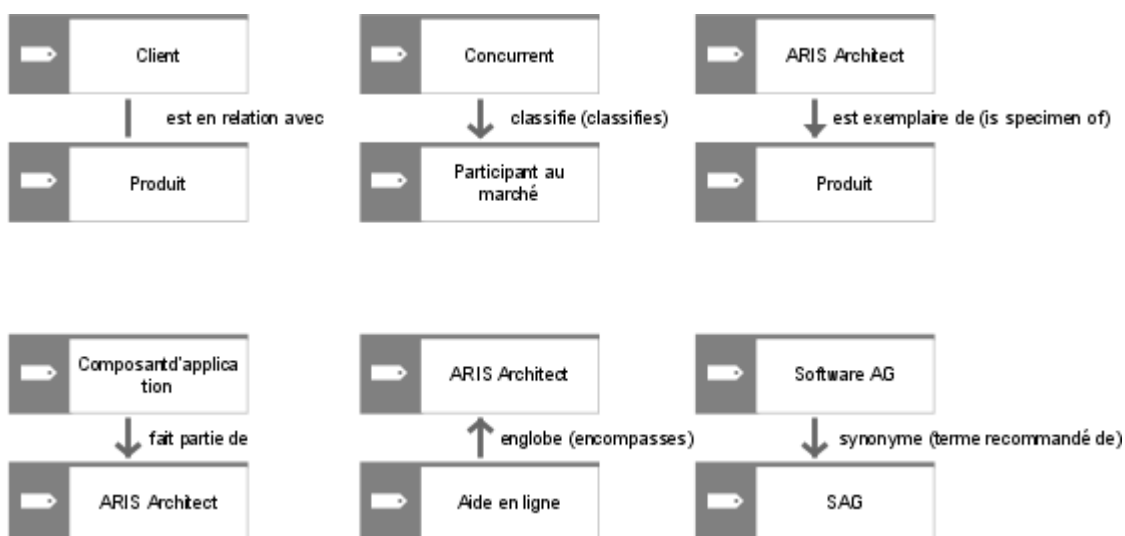 Client
Concurrent
ARIS Architect
est en relation avec
classifie (classifies)
est exemplaire de (is specimen of)
Produit
Participant au
marché
Produit
Composantd'applica
tion
ARIS Architect
Software AG
fait partie de
englobe (encompasses)
synonyme (terme recommandé de)
ARIS Architect
Aide en ligne
SAG